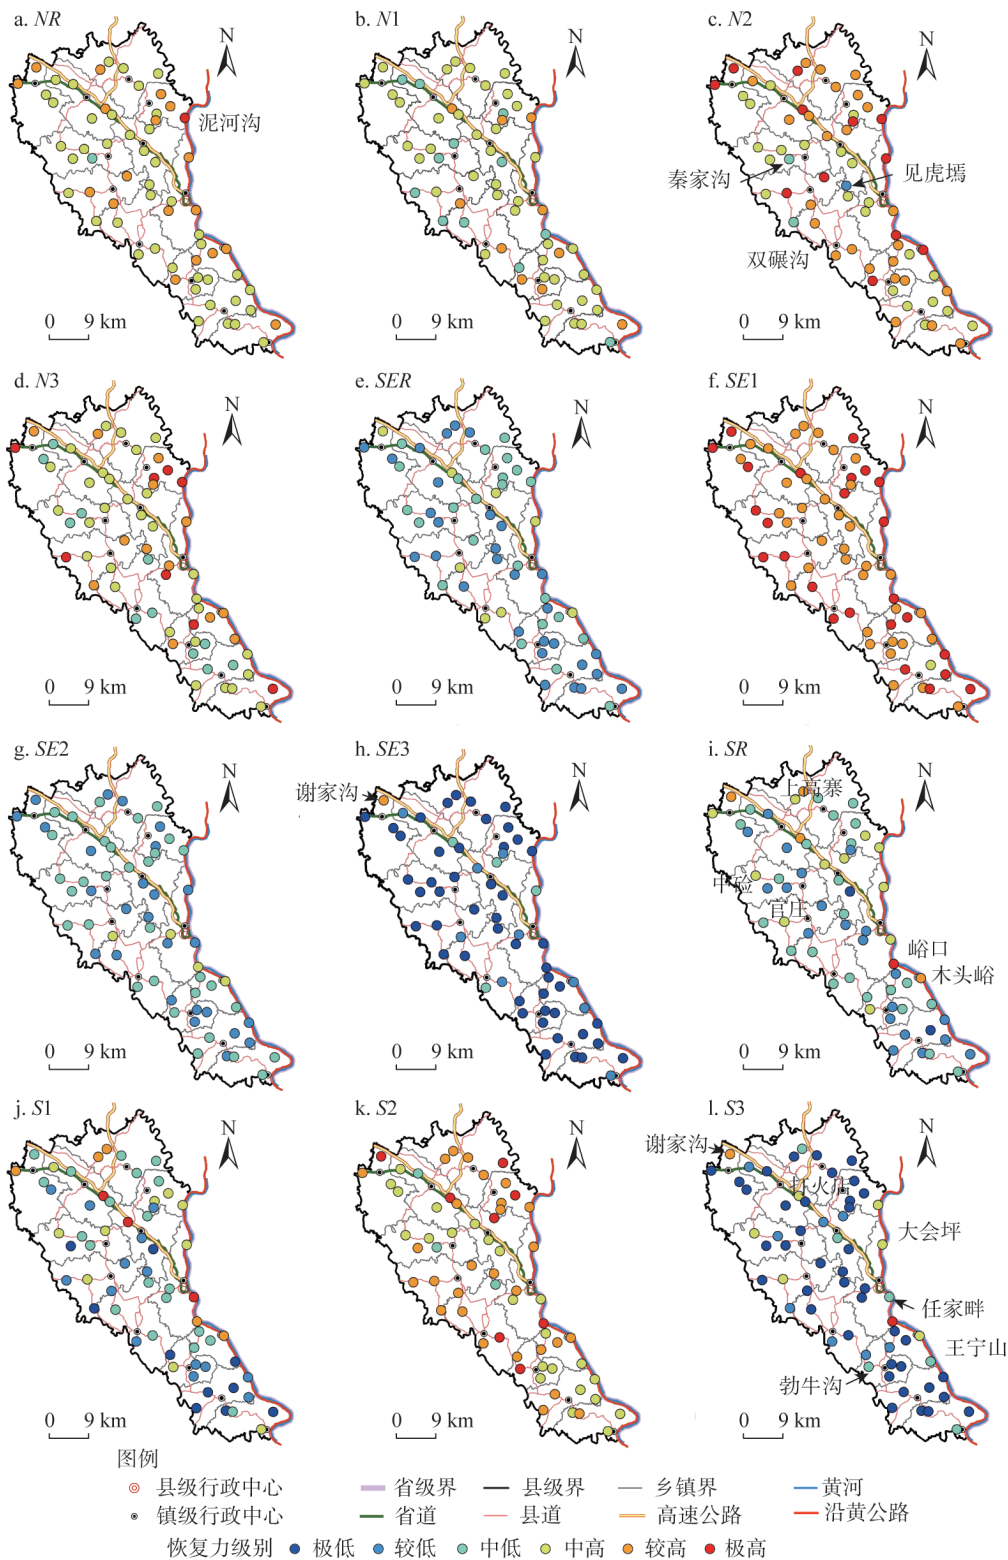 a. NR
N
泥河沟
0 9 km
b. N1
N
0 9 km
c. N2
N
秦家沟
见虎墕
双碾沟
0 9 km
d. N3
N
0 9 km
e. SER
N
0 9 km
f. SE1
N
0 9 km
g. SE2
N
0 9 km
h. SE3
N
谢家沟
0 9 km
i. SR
N
上高寨
中硷
官庄
峪口
木头峪
0 9 km
j. S1
N
0 9 km
k. S2
N
0 9 km
l. S3
N
谢家沟
打火店
大会坪
任家畔
王宁山
勃牛沟
0 9 km
图例
县级行政中心 省级界 县级界 乡镇界 黄河
镇级行政中心 省道 县道 高速公路 沿黄公路
恢复力级别 极低 较低 中低 中高 较高 极高